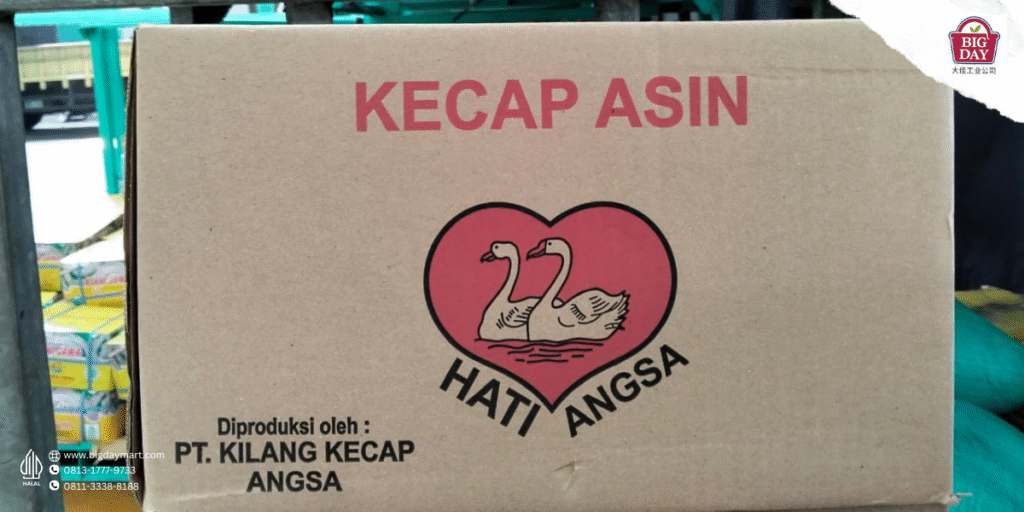 BIG
DAY
大佳工业公司
KECAP ASIN
HATI ANGSA
Diproduksi oleh :
PT. KILANG KECAP
ANGSA
www.bigdaymart.com
0813-1777-9733
0811-3338-8188
HALAL